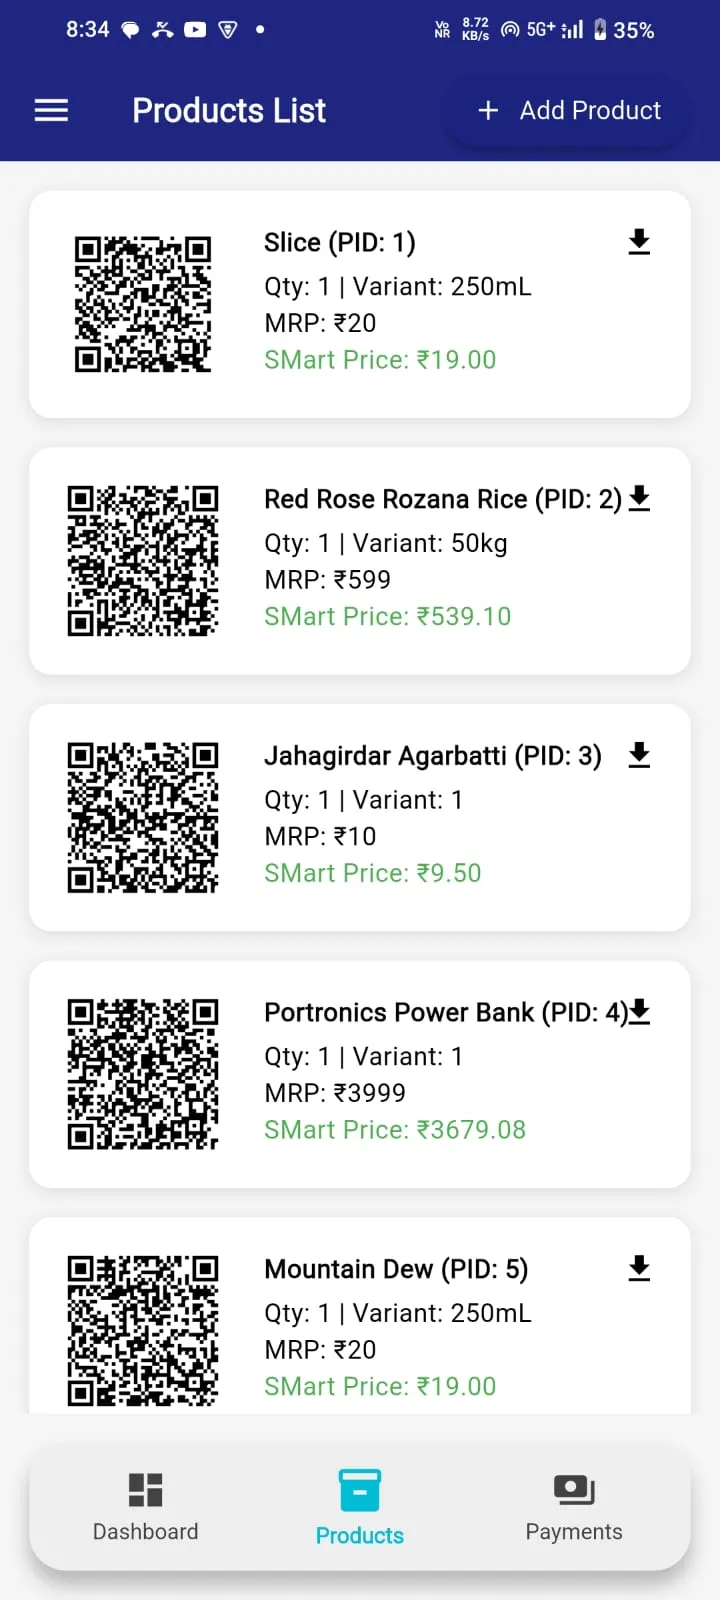 8:34
Vo NR 8.72 KB/s 5G+ 35%
Products List
+ Add Product
Slice (PID: 1)
Qty: 1 | Variant: 250mL
MRP: ₹20
SMart Price: ₹19.00
Red Rose Rozana Rice (PID: 2)
Qty: 1 | Variant: 50kg
MRP: ₹599
SMart Price: ₹539.10
Jahagirdar Agarbatti (PID: 3)
Qty: 1 | Variant: 1
MRP: ₹10
SMart Price: ₹9.50
Portronics Power Bank (PID: 4)
Qty: 1 | Variant: 1
MRP: ₹3999
SMart Price: ₹3679.08
Mountain Dew (PID: 5)
Qty: 1 | Variant: 250mL
MRP: ₹20
SMart Price: ₹19.00
Dashboard
Products
Payments